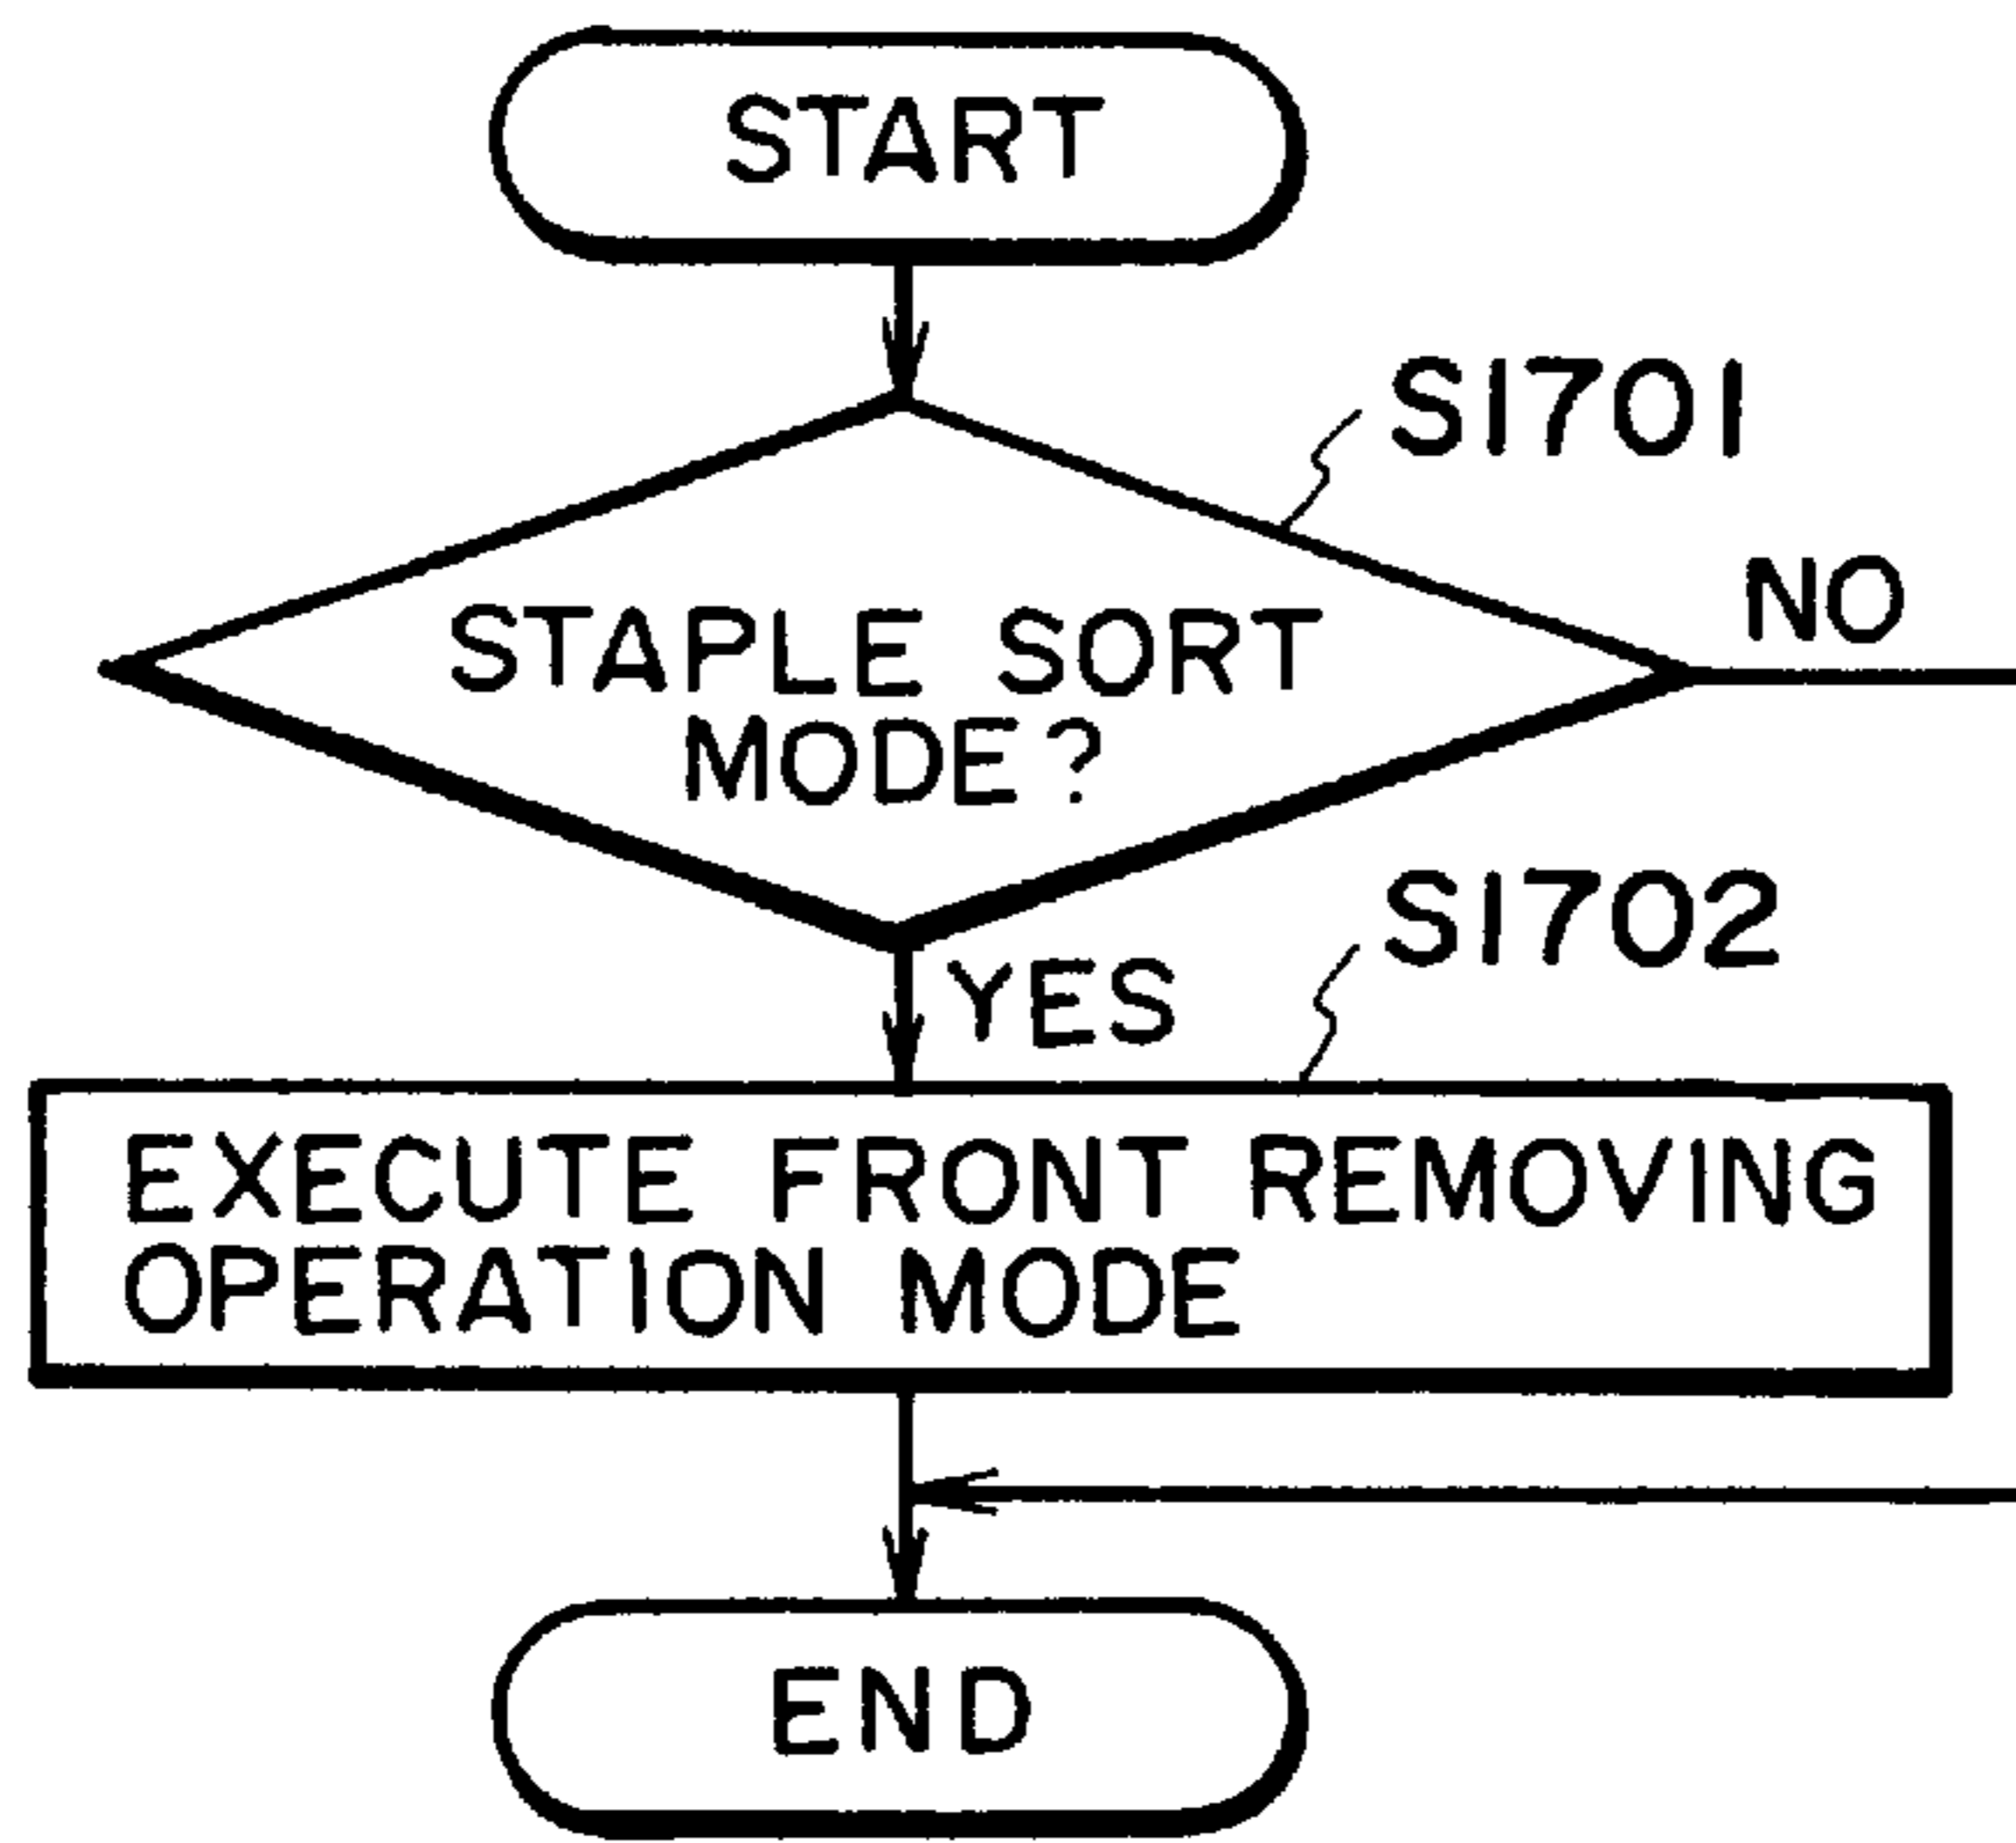 START
S1701
NO
STAPLE SORT
MODE?
S1702
YES
EXECUTE FRONT REMOVING
OPERATION MODE
END